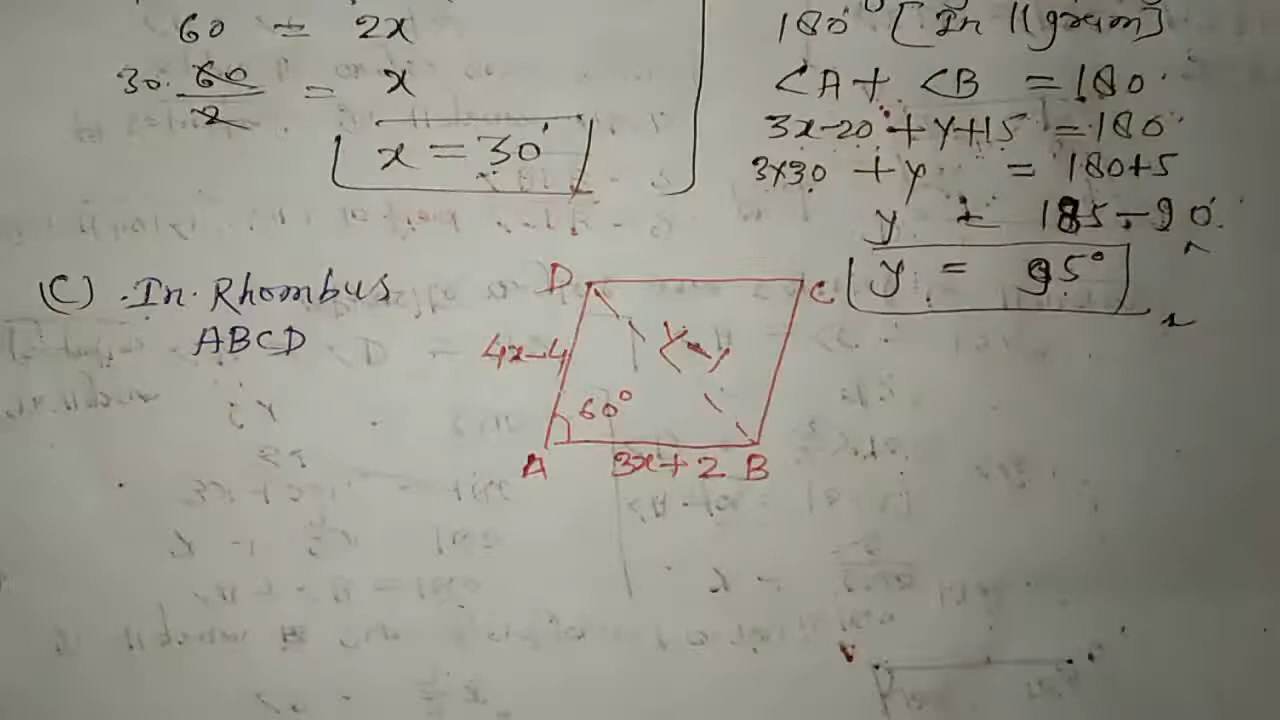 60 = 2x
30. 60/2 = x
x = 30°
180° [In ||gram]
<A + <B = 180°
3x-20° + y+15° = 180°
3x30 + y = 180+5
y = 185-90°
y = 95°
(C) In Rhombus
ABCD
D
C
4x-4
60°
A
3x+2
B